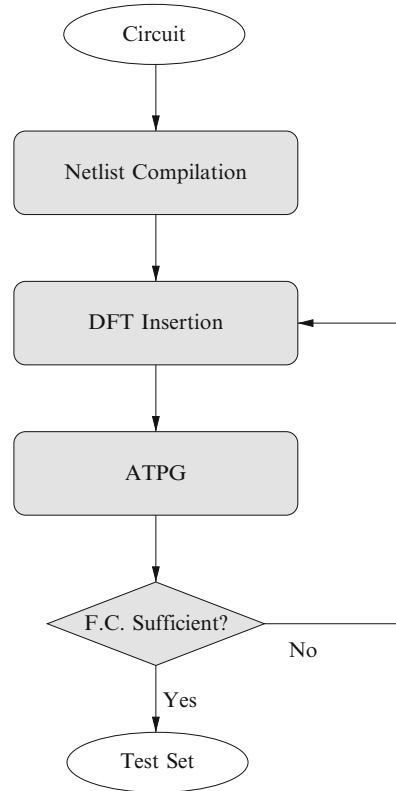 Circuit
Netlist Compilation
DFT Insertion
ATPG
F.C. Sufficient?
No
Yes
Test Set